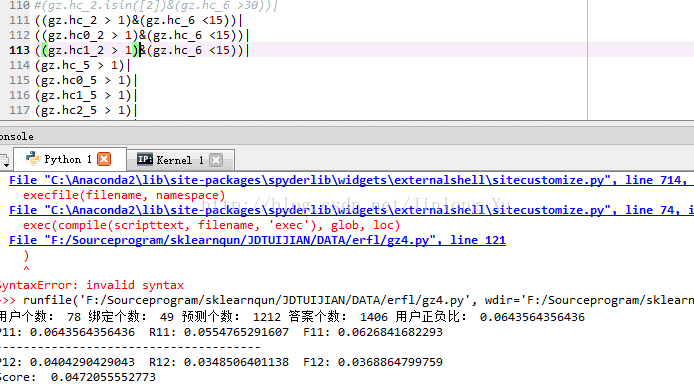 110 #(gz.hc_2.isin([2])&(gz.hc_6 >30))|
111 ((gz.hc_2 > 1)&(gz.hc_6 <15))|
112 ((gz.hc0_2 > 1)&(gz.hc_6 <15))|
113 ((gz.hc1_2 > 1)&(gz.hc_6 <15))|
114 (gz.hc_5 > 1)|
115 (gz.hc0_5 > 1)|
116 (gz.hc1_5 > 1)|
117 (gz.hc2_5 > 1)|
onsole
Python 1
IP: Kernel 1
File "C:\Anaconda2\lib\site-packages\spyderlib\widgets\externalshell\sitecustomize.py", line 714,
execfile(filename, namespace)
File "C:\Anaconda2\lib\site-packages\spyderlib\widgets\externalshell\sitecustomize.py", line 74, i
exec(compile(scripttext, filename, 'exec'), glob, loc)
File "F:/Sourceprogram/sklearnqun/JDTUIJIAN/DATA/erfl/gz4.py", line 121
)
^
SyntaxError: invalid syntax
>>> runfile('F:/Sourceprogram/sklearnqun/JDTUIJIAN/DATA/erfl/gz4.py', wdir='F:/Sourceprogram/sklearn
用户个数: 78 绑定个数: 49 预测个数: 1212 答案个数: 1406 用户正负比: 0.0643564356436
P11: 0.0643564356436 R11: 0.0554765291607 F11: 0.0626841682293
----------------------------------------
P12: 0.0404290429043 R12: 0.0348506401138 F12: 0.0368864799759
Score: 0.0472055552773